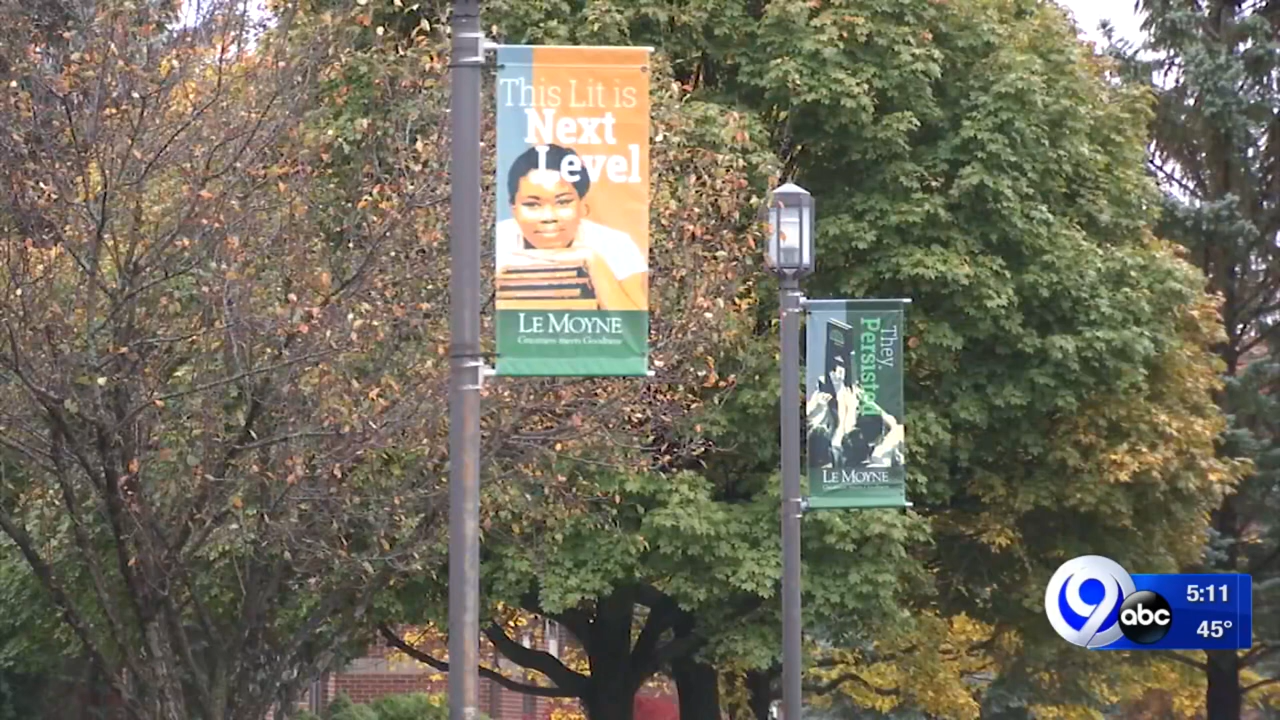 This Lit is
Next
Level
LE MOYNE
Greatness meets Goodness
They
Persisted
LE MOYNE
9
abc
5:11
45°